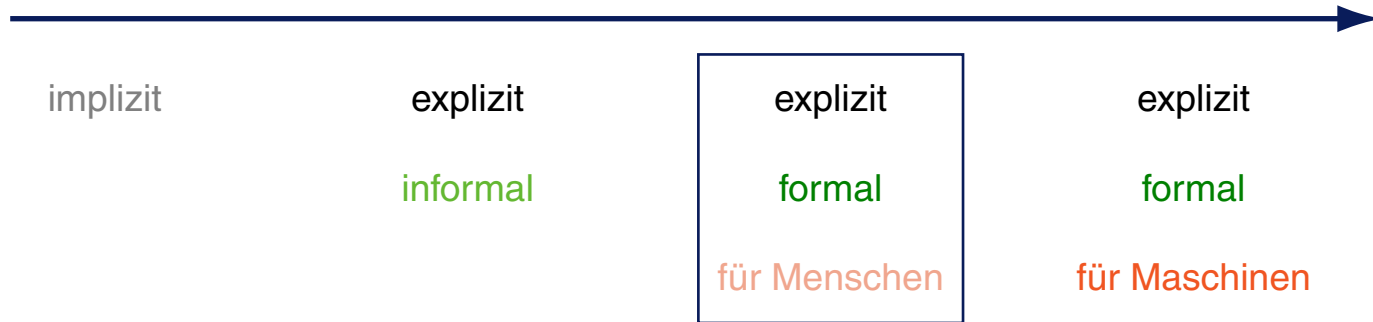 implizit explizit explizit explizit
informal formal formal
für Menschen für Maschinen